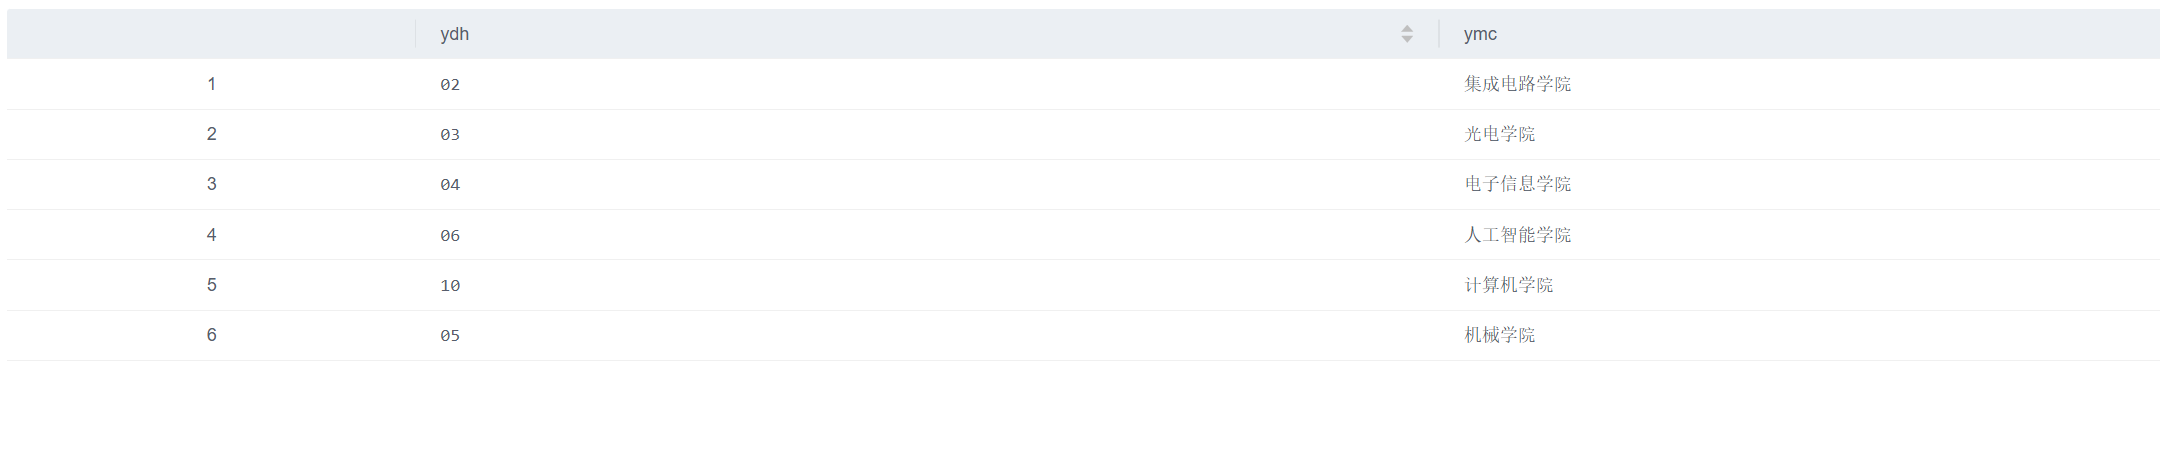 ydh ymc
1 02 集成电路学院
2 03 光电学院
3 04 电子信息学院
4 06 人工智能学院
5 10 计算机学院
6 05 机械学院